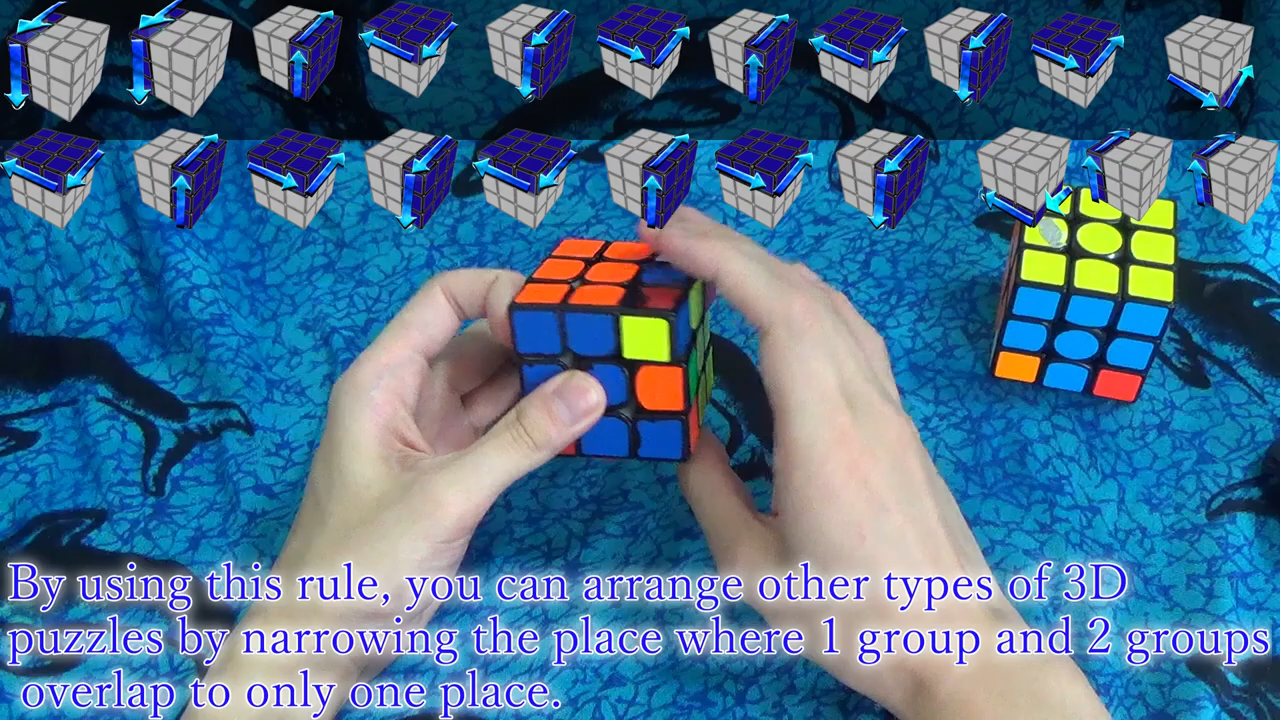 By using this rule, you can arrange other types of 3D
puzzles by narrowing the place where 1 group and 2 groups
overlap to only one place.